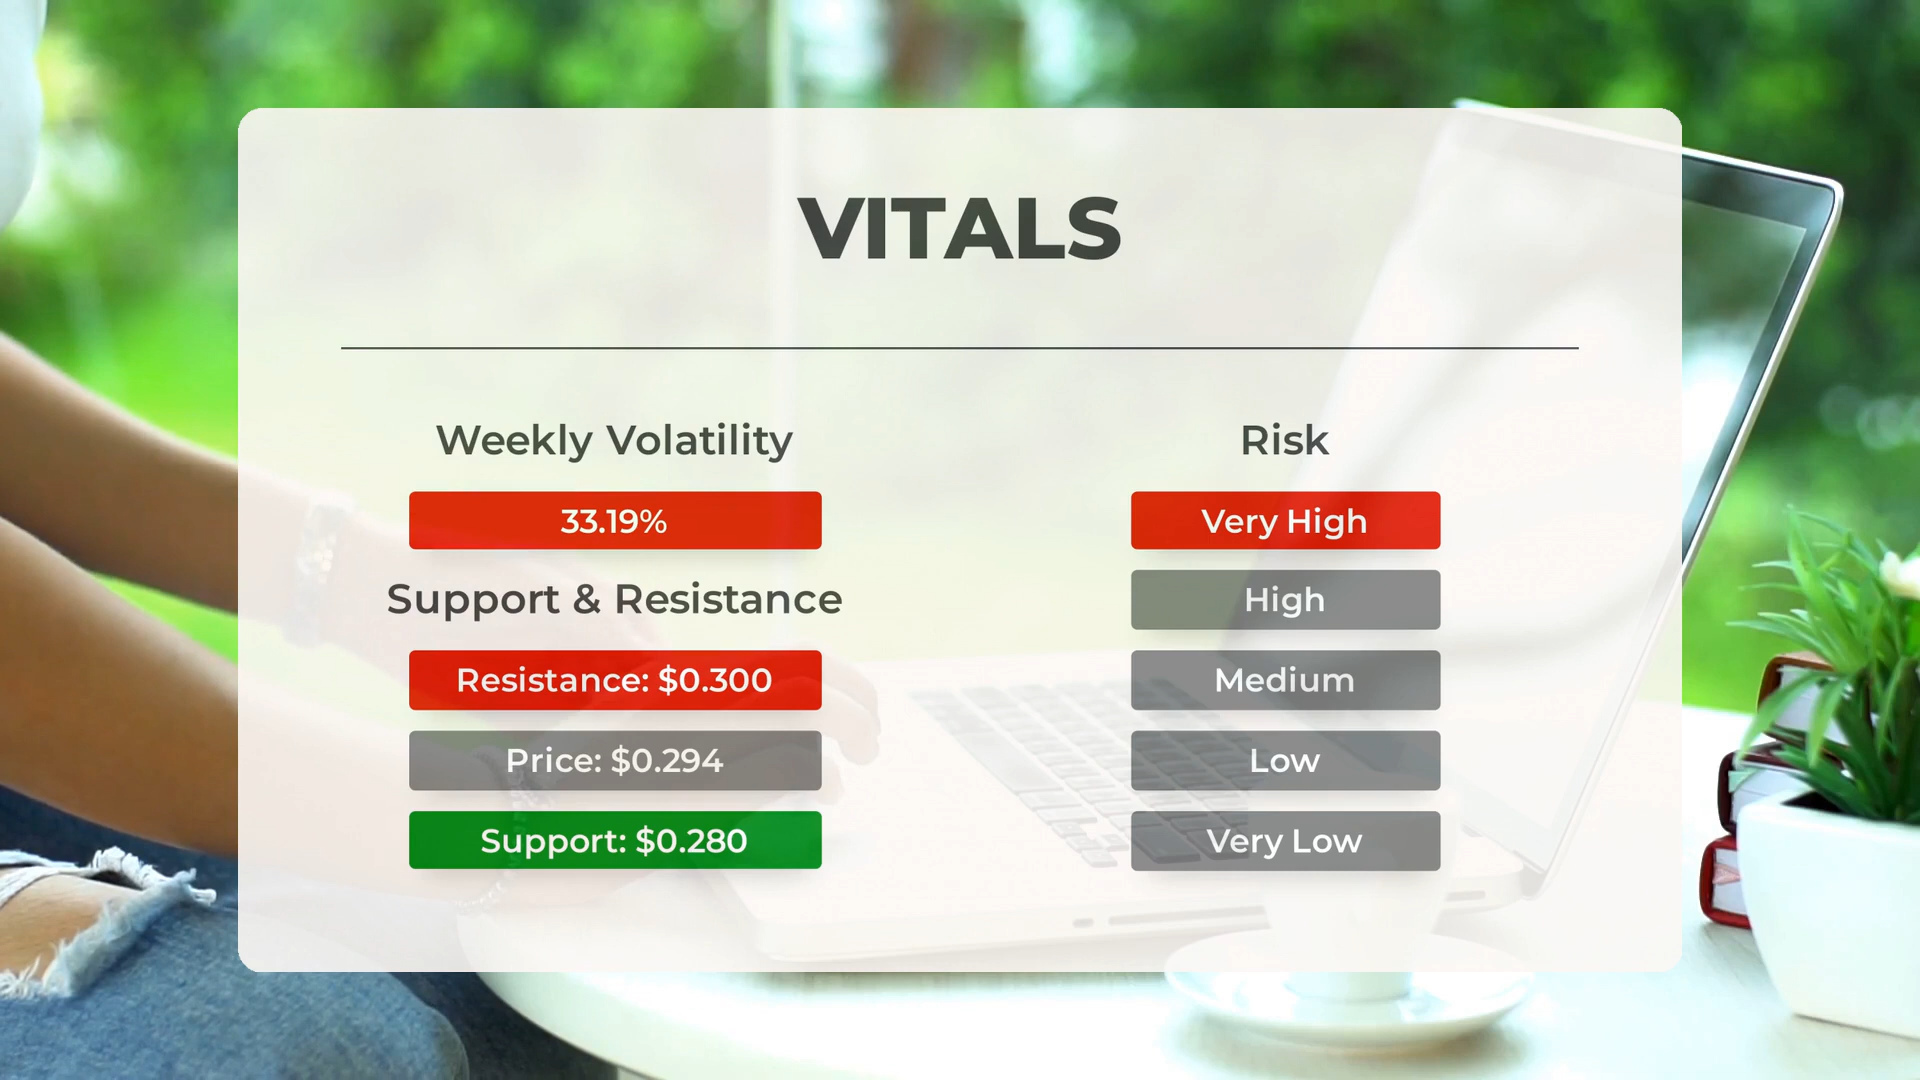 VITALS
Weekly Volatility
33.19%
Support & Resistance
Resistance: $0.300
Price: $0.294
Support: $0.280
Risk
Very High
High
Medium
Low
Very Low